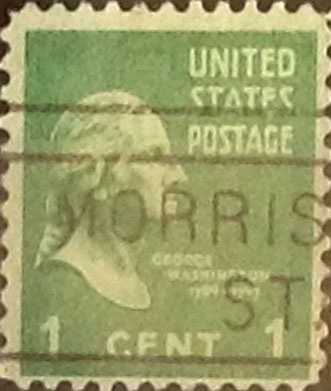 UNITED
STATES
POSTAGE
MORRIS
GEORGE
WASHINGTON
ST
1 CENT 1